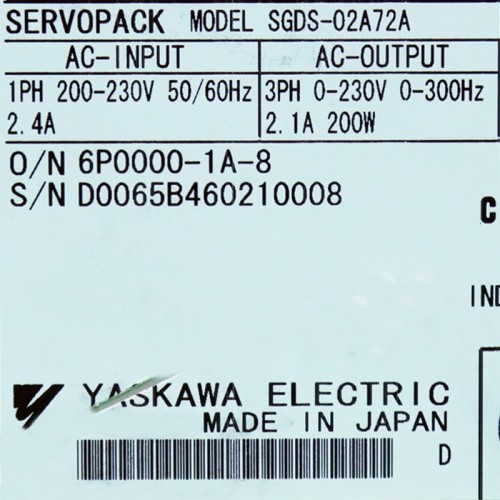 SERVOPACK MODEL SGDS-02A72A
AC-INPUT AC-OUTPUT
1PH 200-230V 50/60Hz 3PH 0-230V 0-300Hz
2.4A 2.1A 200W
O/N 6P0000-1A-8
S/N D0065B460210008
C
IND
YASKAWA ELECTRIC
MADE IN JAPAN
D